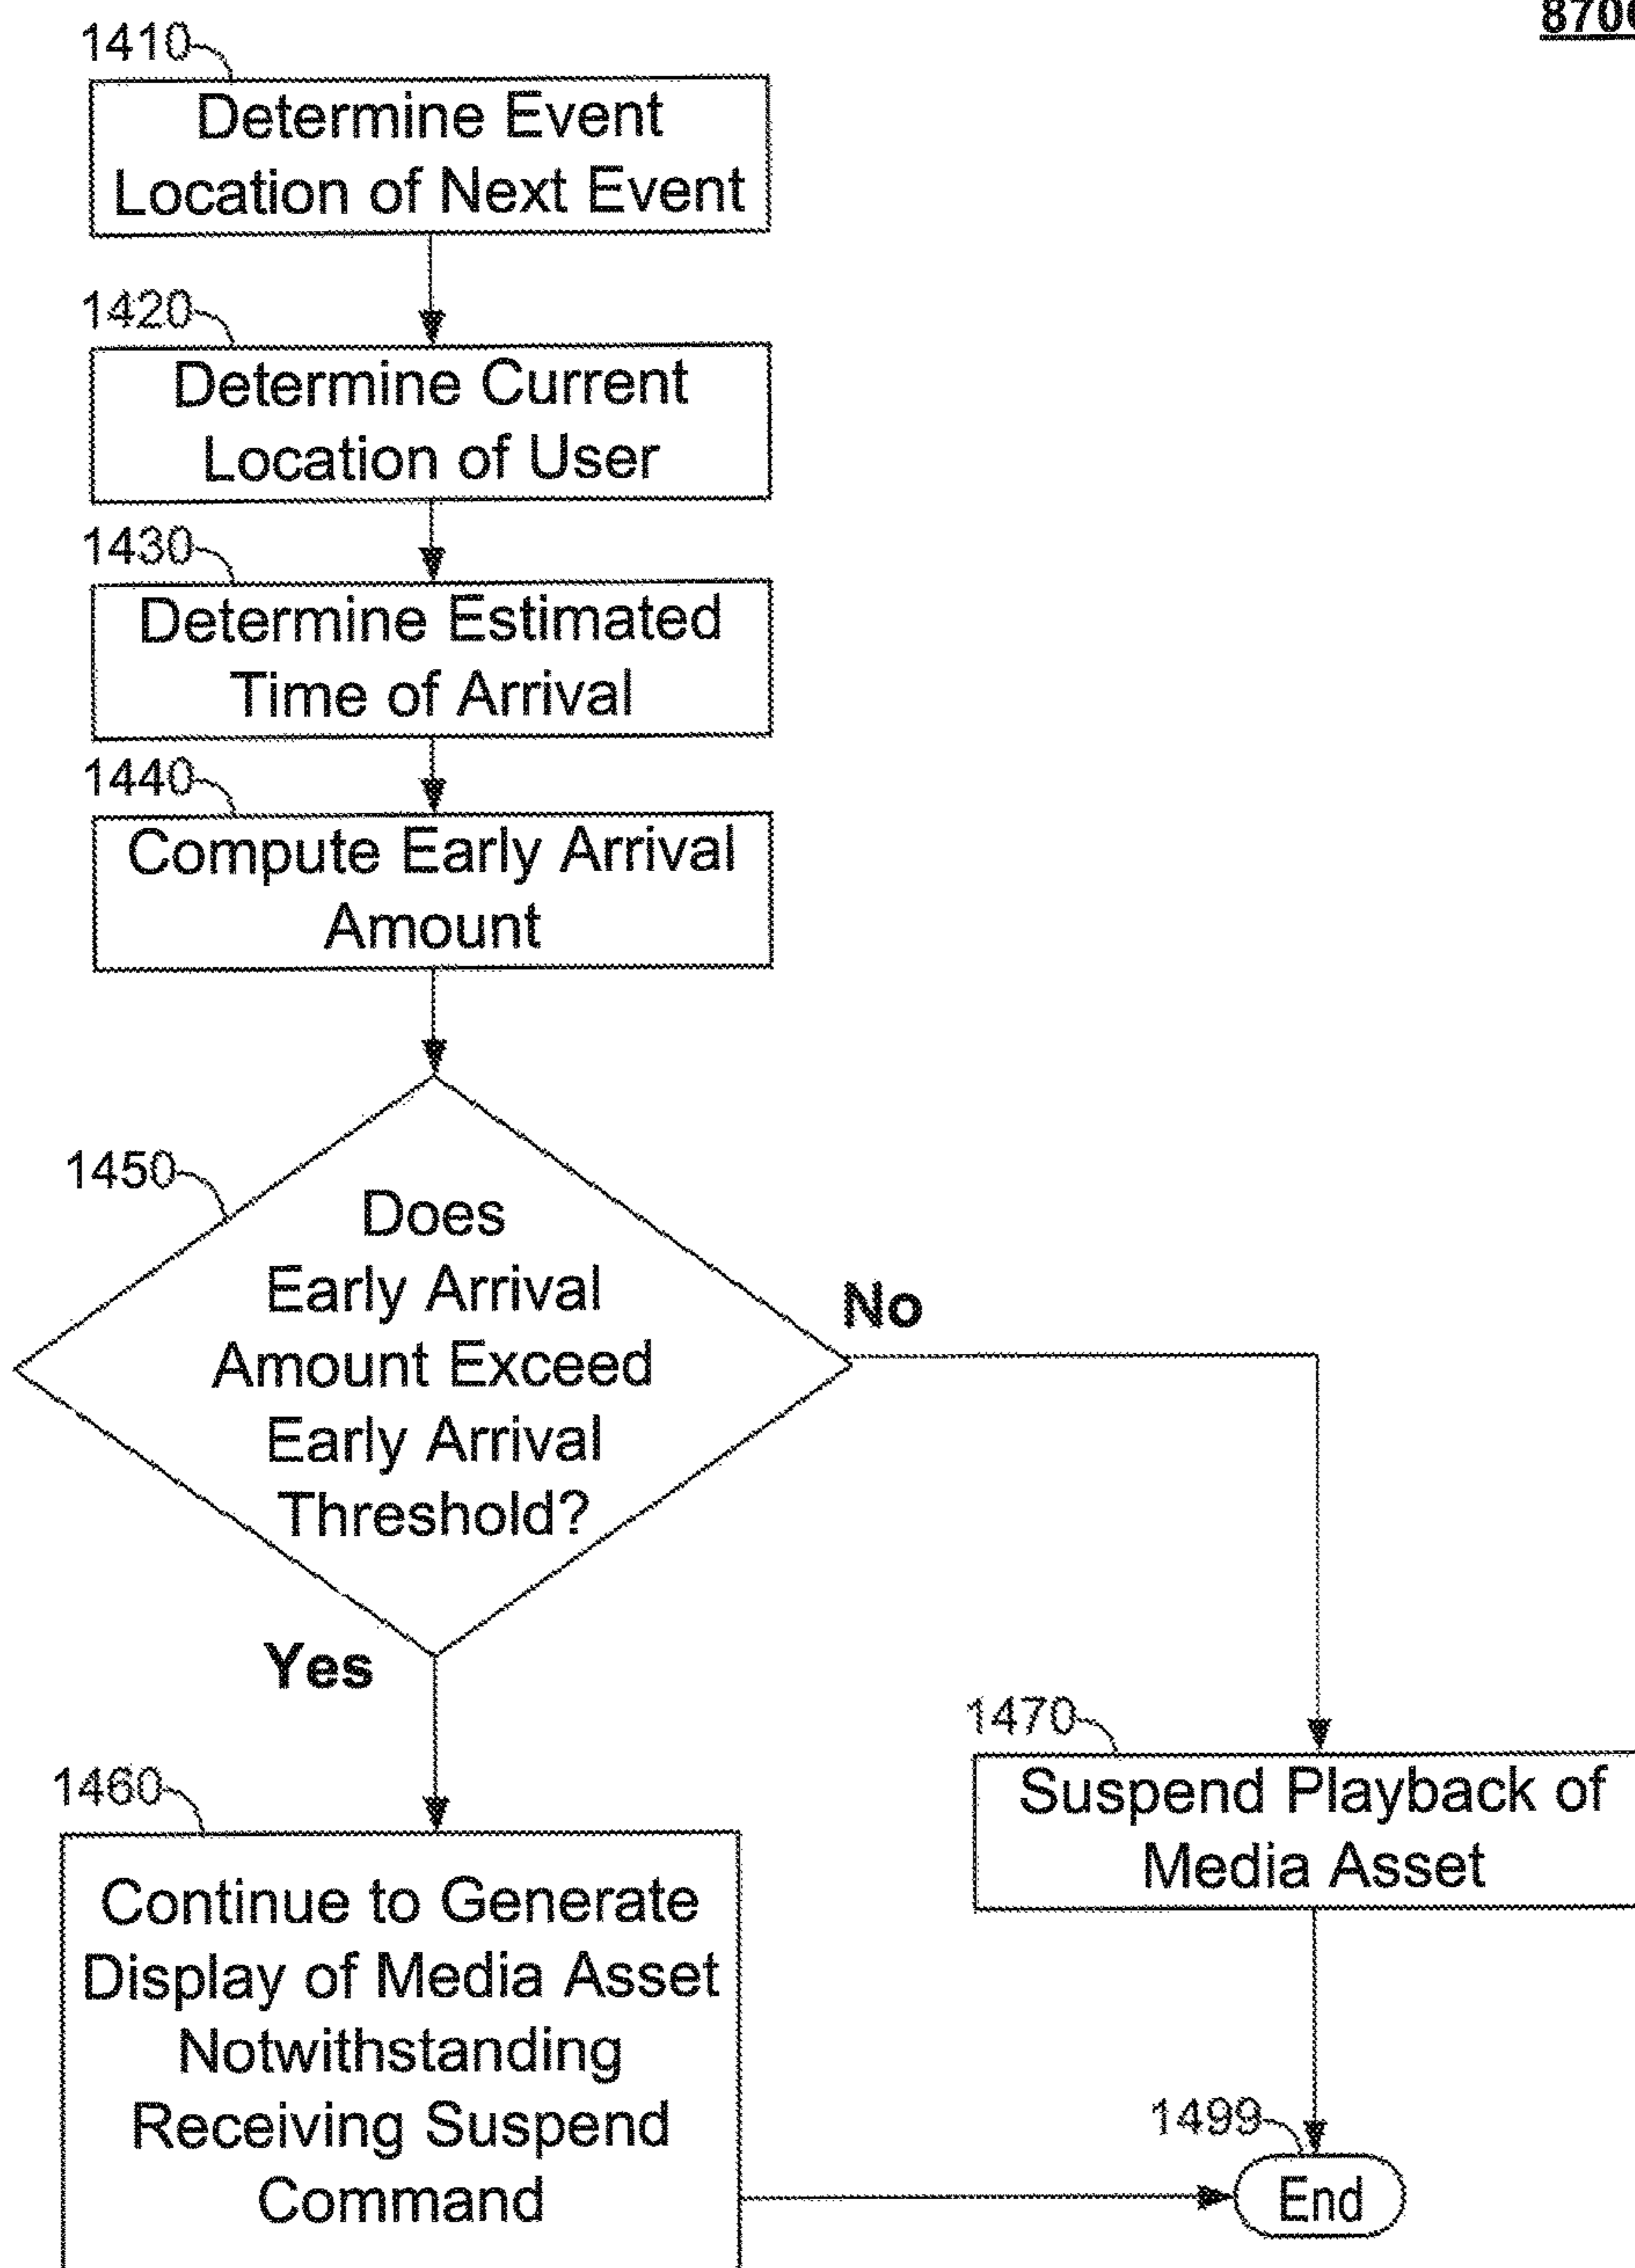 1410
Determine Event
Location of Next Event
1420
Determine Current
Location of User
1430
Determine Estimated
Time of Arrival
1440
Compute Early Arrival
Amount
1450
Does
Early Arrival
Amount Exceed
Early Arrival
Threshold?
No
Yes
1460
Continue to Generate
Display of Media Asset
Notwithstanding
Receiving Suspend
Command
1470
Suspend Playback of
Media Asset
1499
End